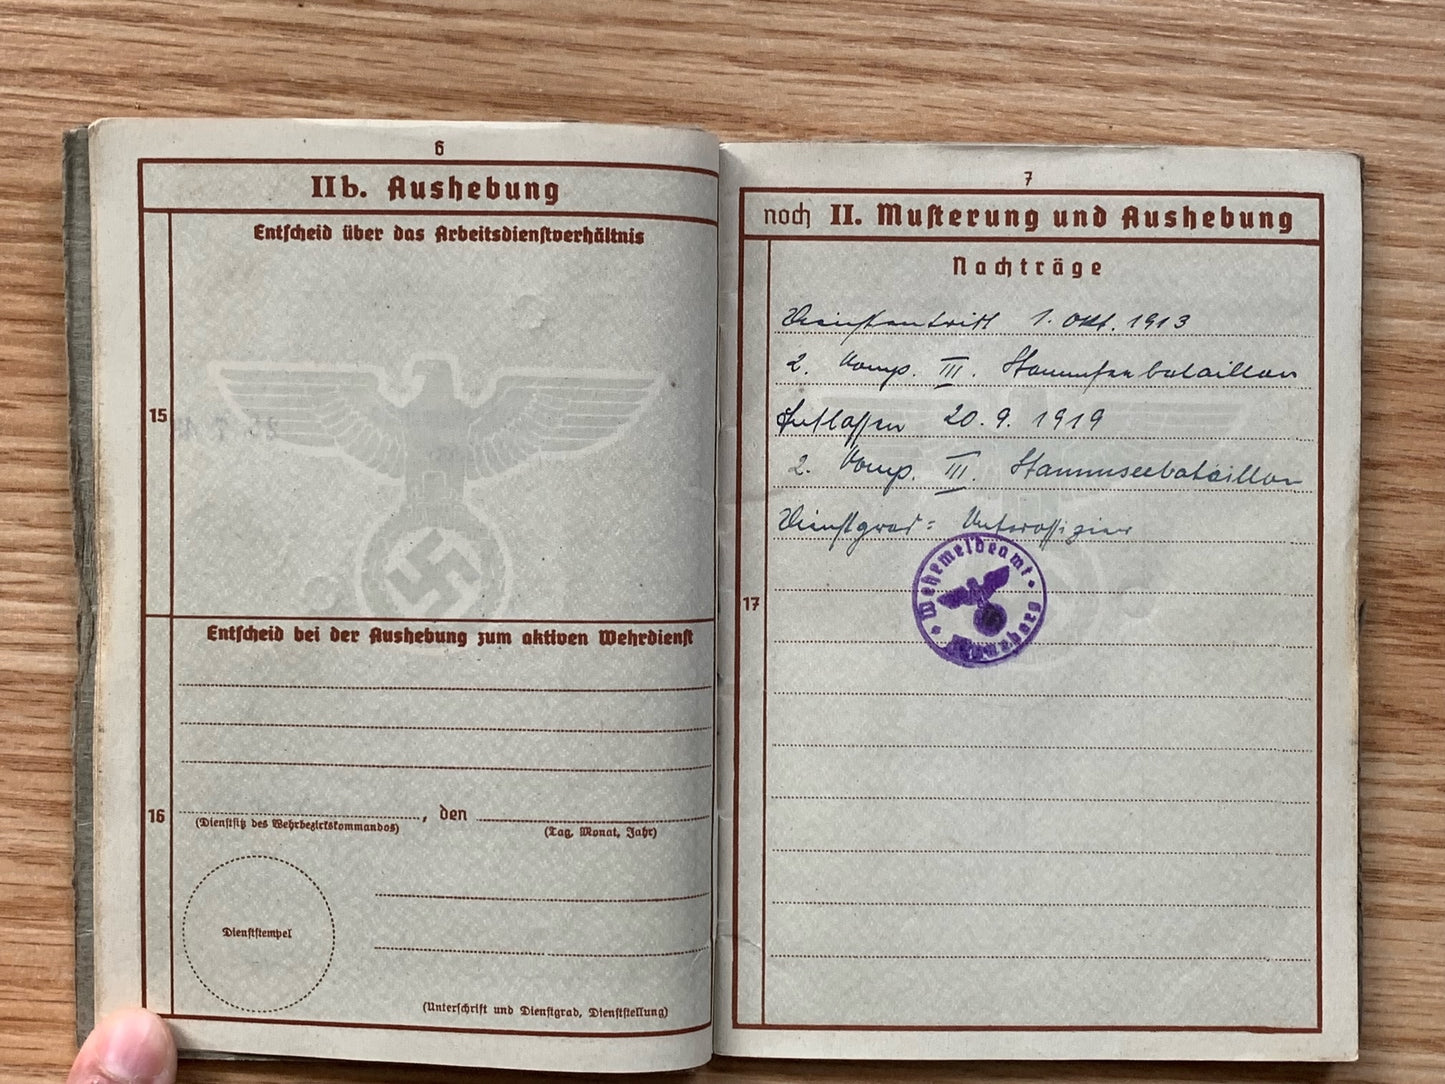 6
IIb. Aushebung
Entscheid über das Arbeitsdienstverhältnis
15
Entscheid bei der Aushebung zum aktiven Wehrdienst
16
, den
(Dienstsitz des Wehrbezirkskommandos)
(Tag, Monat, Jahr)
Dienststempel
(Unterschrift und Dienstgrad, Dienststellung)
7
noch II. Musterung und Aushebung
Nachträge
Dienstantritt 1. Okt. 1913
2. Komp. III. Stammseebataillon
Entlassen 20.9.1919
2. Komp. III. Stammseebataillon
Dienstgrad: Unteroffizier
17
Wehrmeldeamt